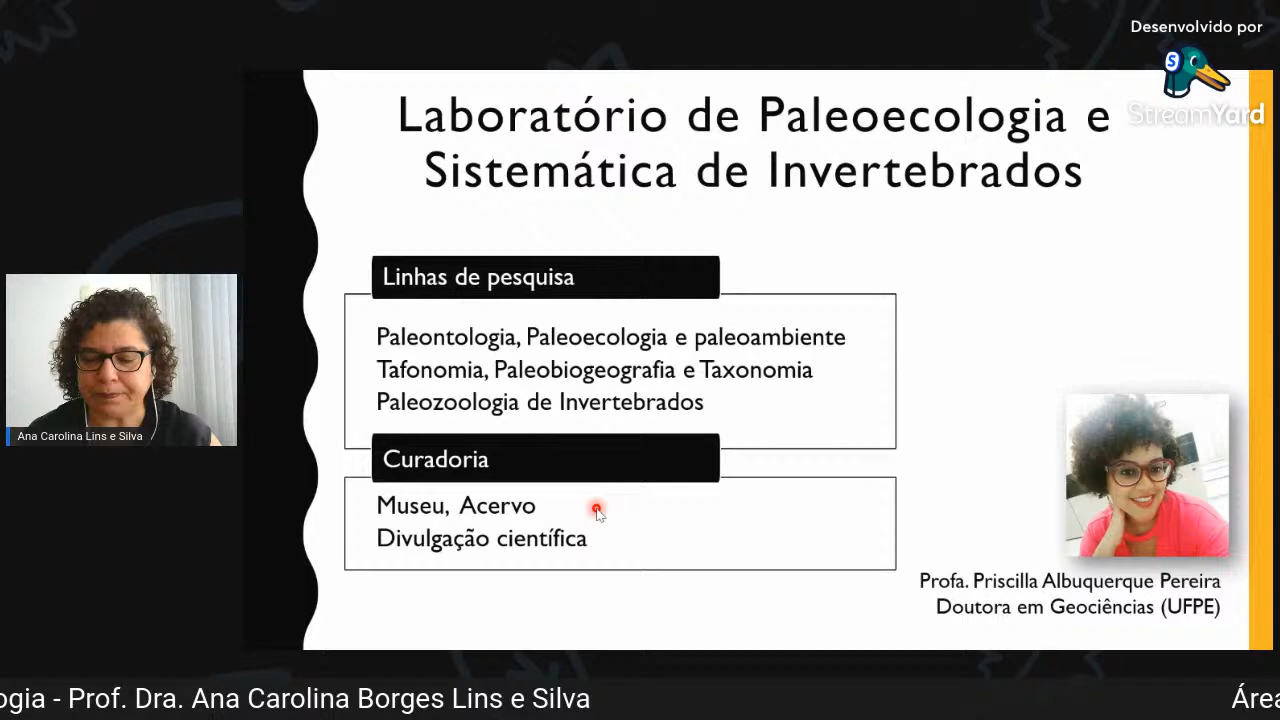 Desenvolvido por
StreamYard
Laboratório de Paleoecologia e
Sistemática de Invertebrados
Linhas de pesquisa
Paleontologia, Paleoecologia e paleoambiente
Tafonomia, Paleobiogeografia e Taxonomia
Paleozoologia de Invertebrados
Curadoria
Museu, Acervo
Divulgação científica
Ana Carolina Lins e Silva
Profa. Priscilla Albuquerque Pereira
Doutora em Geociências (UFPE)
ogia - Prof. Dra. Ana Carolina Borges Lins e Silva
Área